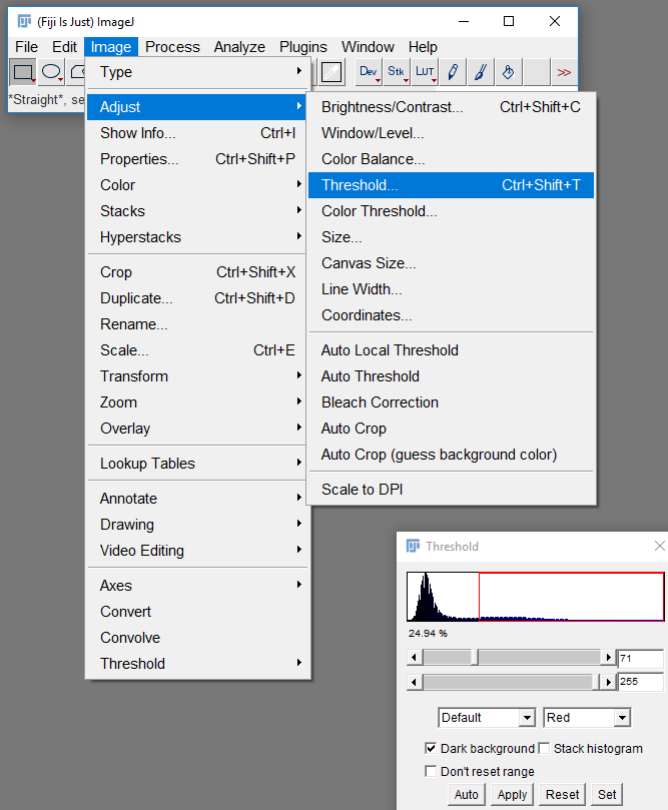 (Fiji Is Just) ImageJ
File Edit Image Process Analyze Plugins Window Help
Dev Stk LUT >>
*Straight*, se
Type
Adjust
Show Info... Ctrl+I
Properties... Ctrl+Shift+P
Color
Stacks
Hyperstacks
Crop Ctrl+Shift+X
Duplicate... Ctrl+Shift+D
Rename...
Scale... Ctrl+E
Transform
Zoom
Overlay
Lookup Tables
Annotate
Drawing
Video Editing
Axes
Convert
Convolve
Threshold
Brightness/Contrast... Ctrl+Shift+C
Window/Level...
Color Balance...
Threshold... Ctrl+Shift+T
Color Threshold...
Size...
Canvas Size...
Line Width...
Coordinates...
Auto Local Threshold
Auto Threshold
Bleach Correction
Auto Crop
Auto Crop (guess background color)
Scale to DPI
Threshold
24.94 %
71
255
Default Red
Dark background Stack histogram
Don't reset range
Auto Apply Reset Set